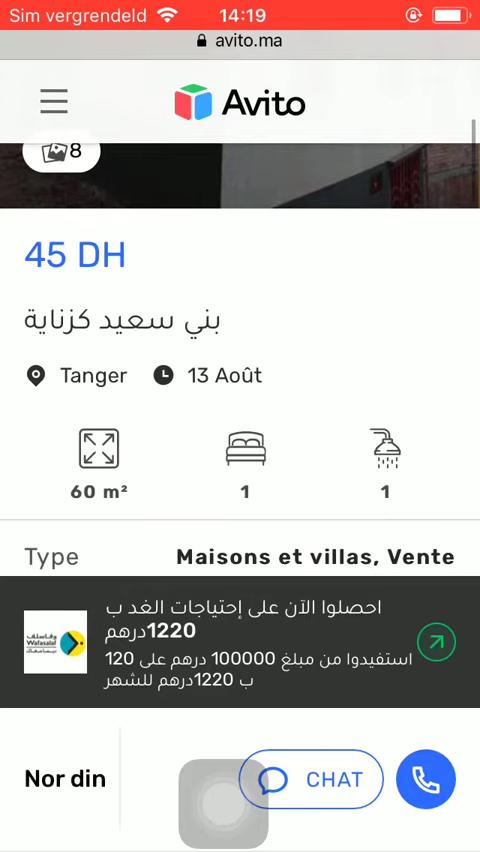 Sim vergrendeld 14:19
avito.ma
Avito
8
45 DH
بني سعيد كزناية
Tanger 13 Août
60 m² 1 1
Type Maisons et villas, Vente
احصلوا الآن على إحتياجات الغد ب
1220درهم
استفيدوا من مبلغ 100000 درهم على 120
ب 1220درهم للشهر
وفاسلف
Wafasalaf
Nor din CHAT